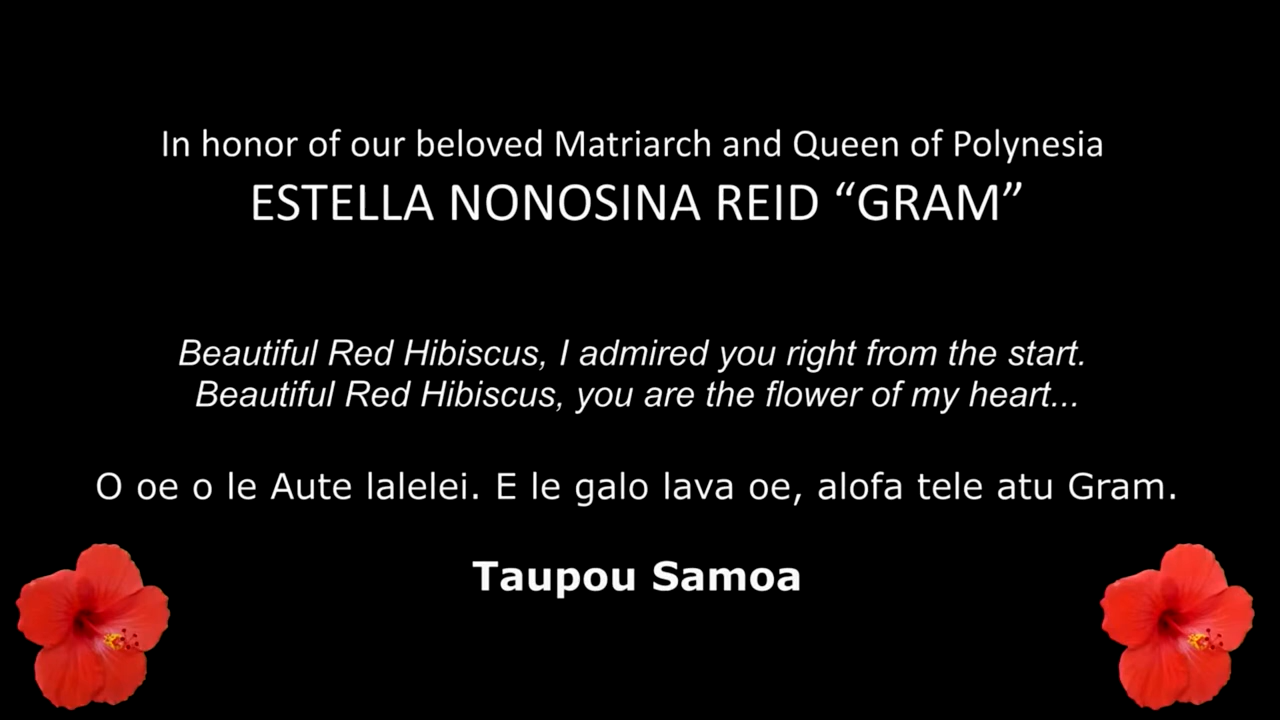 In honor of our beloved Matriarch and Queen of Polynesia
ESTELLA NONOSINA REID “GRAM”
Beautiful Red Hibiscus, I admired you right from the start.
Beautiful Red Hibiscus, you are the flower of my heart...
O oe o le Aute lalelei. E le galo lava oe, alofa tele atu Gram.
Taupou Samoa